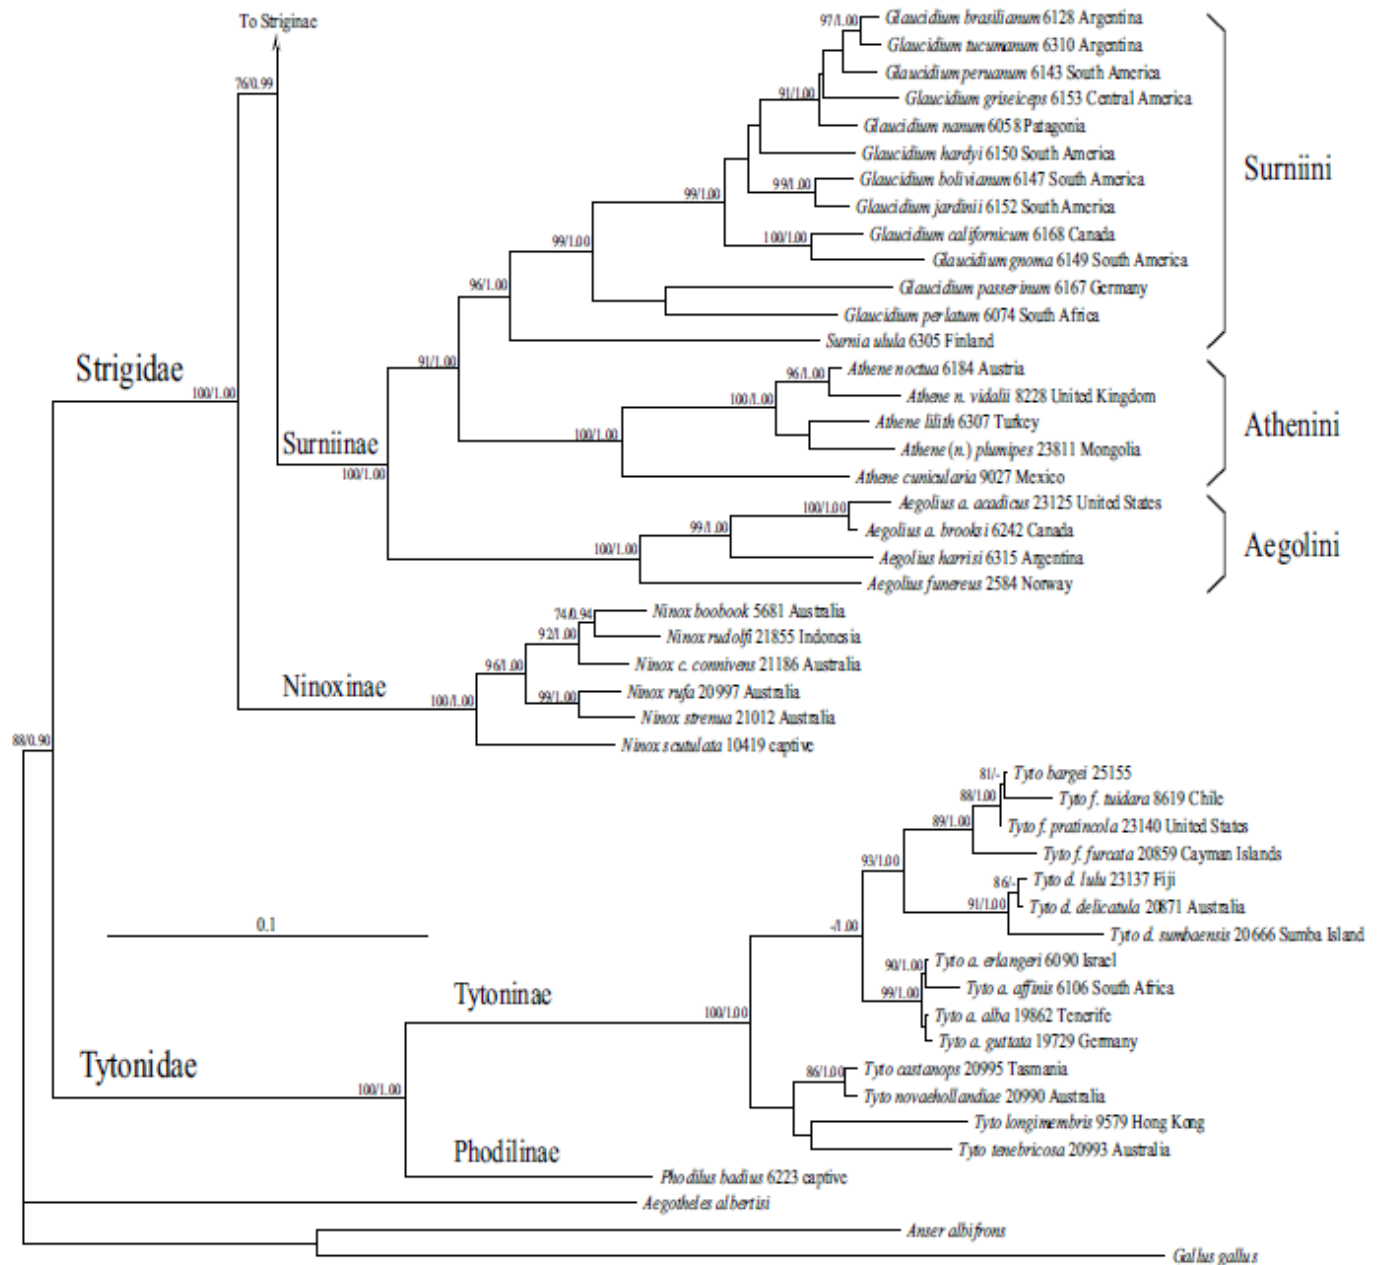 To Striginae
97/1.00
Glaucidium brasilianum 6128 Argentina
Glaucidium tucumanum 6310 Argentina
76/0.99
Glaucidium peruanum 6143 South America
91/1.00
Glaucidium griseiceps 6153 Central America
Glaucidium nanum 6058 Patagonia
Glaucidium hardyi 6150 South America
Surniini
99/1.00
Glaucidium bolivianum 6147 South America
99/1.00
Glaucidium jardinii 6152 South America
100/1.00
Glaucidium californicum 6168 Canada
99/1.00
Glaucidium gnoma 6149 South America
96/1.00
Glaucidium passerinum 6167 Germany
Glaucidium perlatum 6074 South Africa
Surnia ulula 6305 Finland
Strigidae
91/1.00
96/1.00
Athene noctua 6184 Austria
100/1.00
100/1.00
Athene n. vidalii 8228 United Kingdom
Athene lilith 6307 Turkey
Athenini
Surniinae
100/1.00
Athene (n.) plumipes 23811 Mongolia
100/1.00
Athene cunicularia 9027 Mexico
100/1.00
Aegolius a. acadicus 23125 United States
99/1.00
Aegolius a. brooksi 6242 Canada
Aegolini
100/1.00
Aegolius harrisi 6315 Argentina
Aegolius funereus 2584 Norway
74/0.94
Ninox boobook 5681 Australia
92/1.00
Ninox rudolfi 21855 Indonesia
96/1.00
Ninox c. connivens 21186 Australia
Ninoxinae
100/1.00
99/1.00
Ninox rufa 20997 Australia
Ninox strenua 21012 Australia
88/0.90
Ninox scutulata 10419 captive
81/-
Tyto bargei 25155
88/1.00
Tyto f. tuidara 8619 Chile
89/1.00
Tyto f. pratincola 23140 United States
93/1.00
Tyto f. furcata 20859 Cayman Islands
86/-
Tyto d. lulu 23137 Fiji
91/1.00
Tyto d. delicatula 20871 Australia
0.1
-/1.00
Tyto d. sumbaensis 20666 Sumba Island
90/1.00
Tyto a. erlangeri 6090 Israel
99/1.00
Tyto a. affinis 6106 South Africa
Tytoninae
100/1.00
Tyto a. alba 19862 Tenerife
Tyto a. guttata 19729 Germany
Tytonidae
100/1.00
86/1.00
Tyto castanops 20995 Tasmania
Tyto novaehollandiae 20990 Australia
Tyto longimembris 9579 Hong Kong
Phodilinae
Tyto tenebricosa 20993 Australia
Phodilus badius 6223 captive
Aegotheles albertisi
Anser albifrons
Gallus gallus